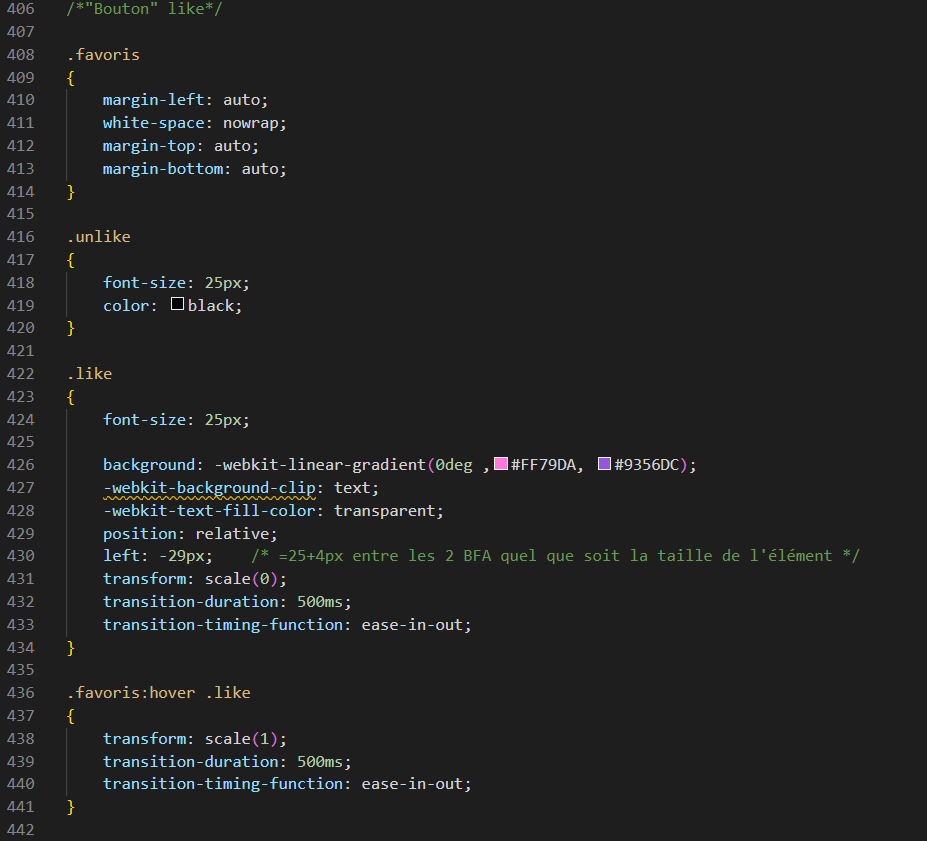 406 /*"Bouton" like*/
407
408 .favoris
409 {
410 margin-left: auto;
411 white-space: nowrap;
412 margin-top: auto;
413 margin-bottom: auto;
414 }
415
416 .unlike
417 {
418 font-size: 25px;
419 color: black;
420 }
421
422 .like
423 {
424 font-size: 25px;
425
426 background: -webkit-linear-gradient(0deg ,#FF79DA, #9356DC);
427 -webkit-background-clip: text;
428 -webkit-text-fill-color: transparent;
429 position: relative;
430 left: -29px; /* =25+4px entre les 2 BFA quel que soit la taille de l'élément */
431 transform: scale(0);
432 transition-duration: 500ms;
433 transition-timing-function: ease-in-out;
434 }
435
436 .favoris:hover .like
437 {
438 transform: scale(1);
439 transition-duration: 500ms;
440 transition-timing-function: ease-in-out;
441 }
442